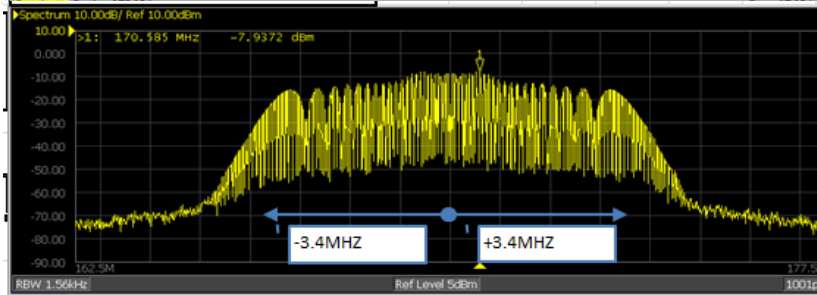 Spectrum 10.00dB/ Ref 10.00dBm
10.00
>1: 170.585 MHz -7.9372 dBm
0.000
1
-10.00
-20.00
-30.00
-40.00
-50.00
-60.00
-70.00
-80.00
-3.4MHZ
+3.4MHZ
-90.00
162.5M
177.5
RBW 1.56kHz
Ref Level 5dBm
1001p